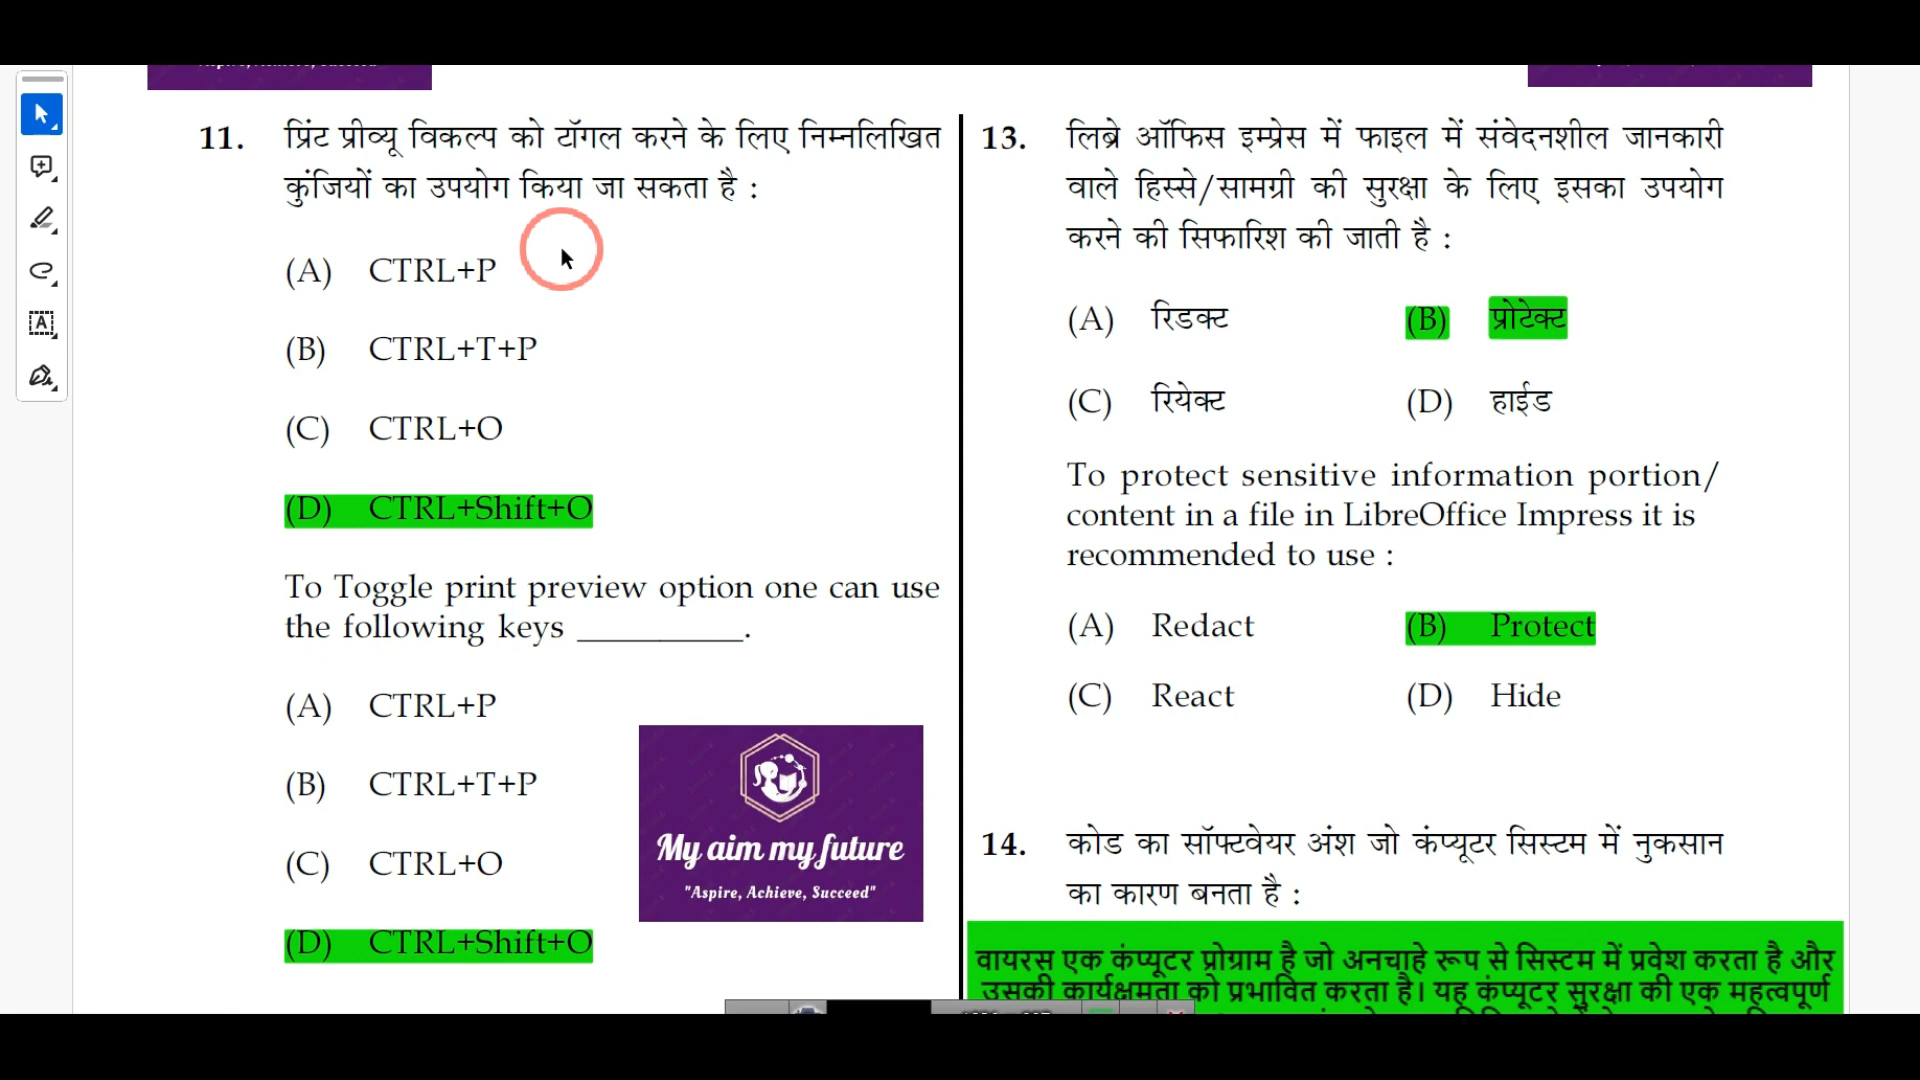 11. प्रिंट प्रीव्यू विकल्प को टॉगल करने के लिए निम्नलिखित
कुंजियों का उपयोग किया जा सकता है :
(A) CTRL+P
(B) CTRL+T+P
(C) CTRL+O
(D) CTRL+Shift+O
To Toggle print preview option one can use
the following keys __________.
(A) CTRL+P
(B) CTRL+T+P
(C) CTRL+O
(D) CTRL+Shift+O
My aim my future
"Aspire, Achieve, Succeed"
13. लिब्रे ऑफिस इम्प्रेस में फाइल में संवेदनशील जानकारी
वाले हिस्से/सामग्री की सुरक्षा के लिए इसका उपयोग
करने की सिफारिश की जाती है :
(A) रिडक्ट (B) प्रोटेक्ट
(C) रियेक्ट (D) हाईड
To protect sensitive information portion/
content in a file in LibreOffice Impress it is
recommended to use :
(A) Redact (B) Protect
(C) React (D) Hide
14. कोड का सॉफ्टवेयर अंश जो कंप्यूटर सिस्टम में नुकसान
का कारण बनता है :
वायरस एक कंप्यूटर प्रोग्राम है जो अनचाहे रूप से सिस्टम में प्रवेश करता है और
उसकी कार्यक्षमता को प्रभावित करता है। यह कंप्यूटर सुरक्षा की एक महत्वपूर्ण